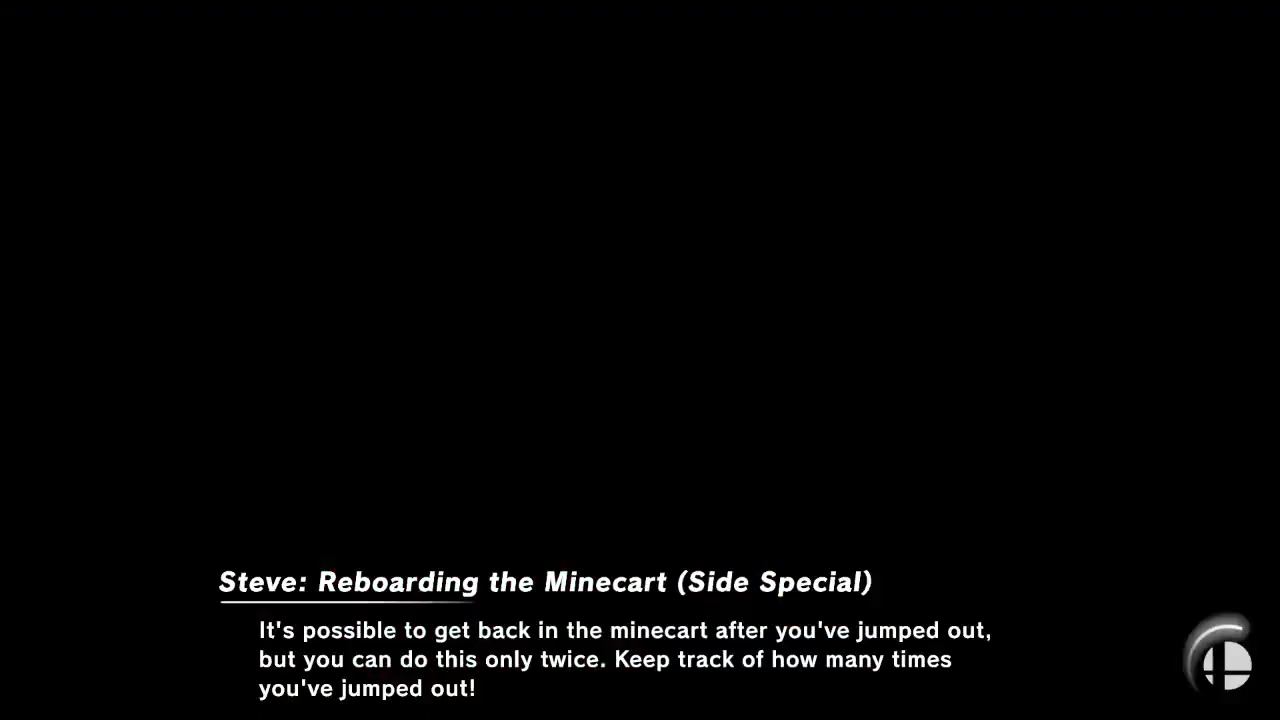 Steve: Reboarding the Minecart (Side Special)
It's possible to get back in the minecart after you've jumped out,
but you can do this only twice. Keep track of how many times
you've jumped out!